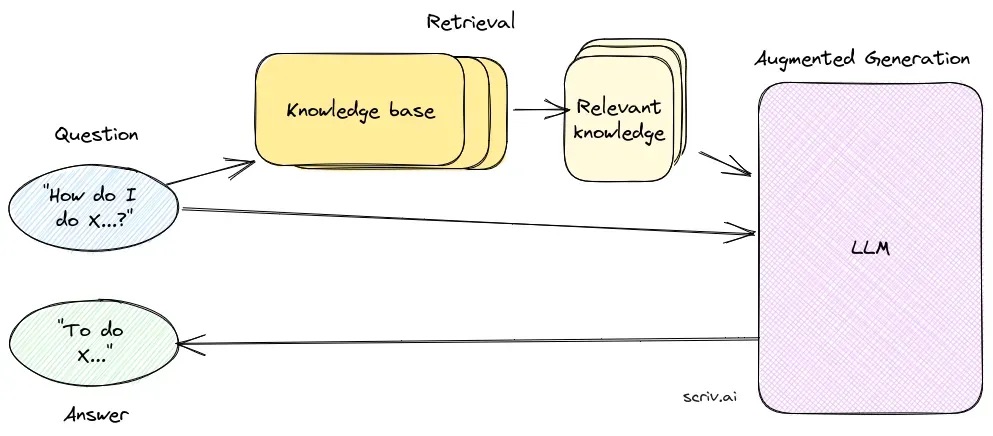 Retrieval
Augmented Generation
Knowledge base
Relevant
knowledge
Question
"How do I
do X...?"
LLM
"To do
X..."
scriv.ai
Answer